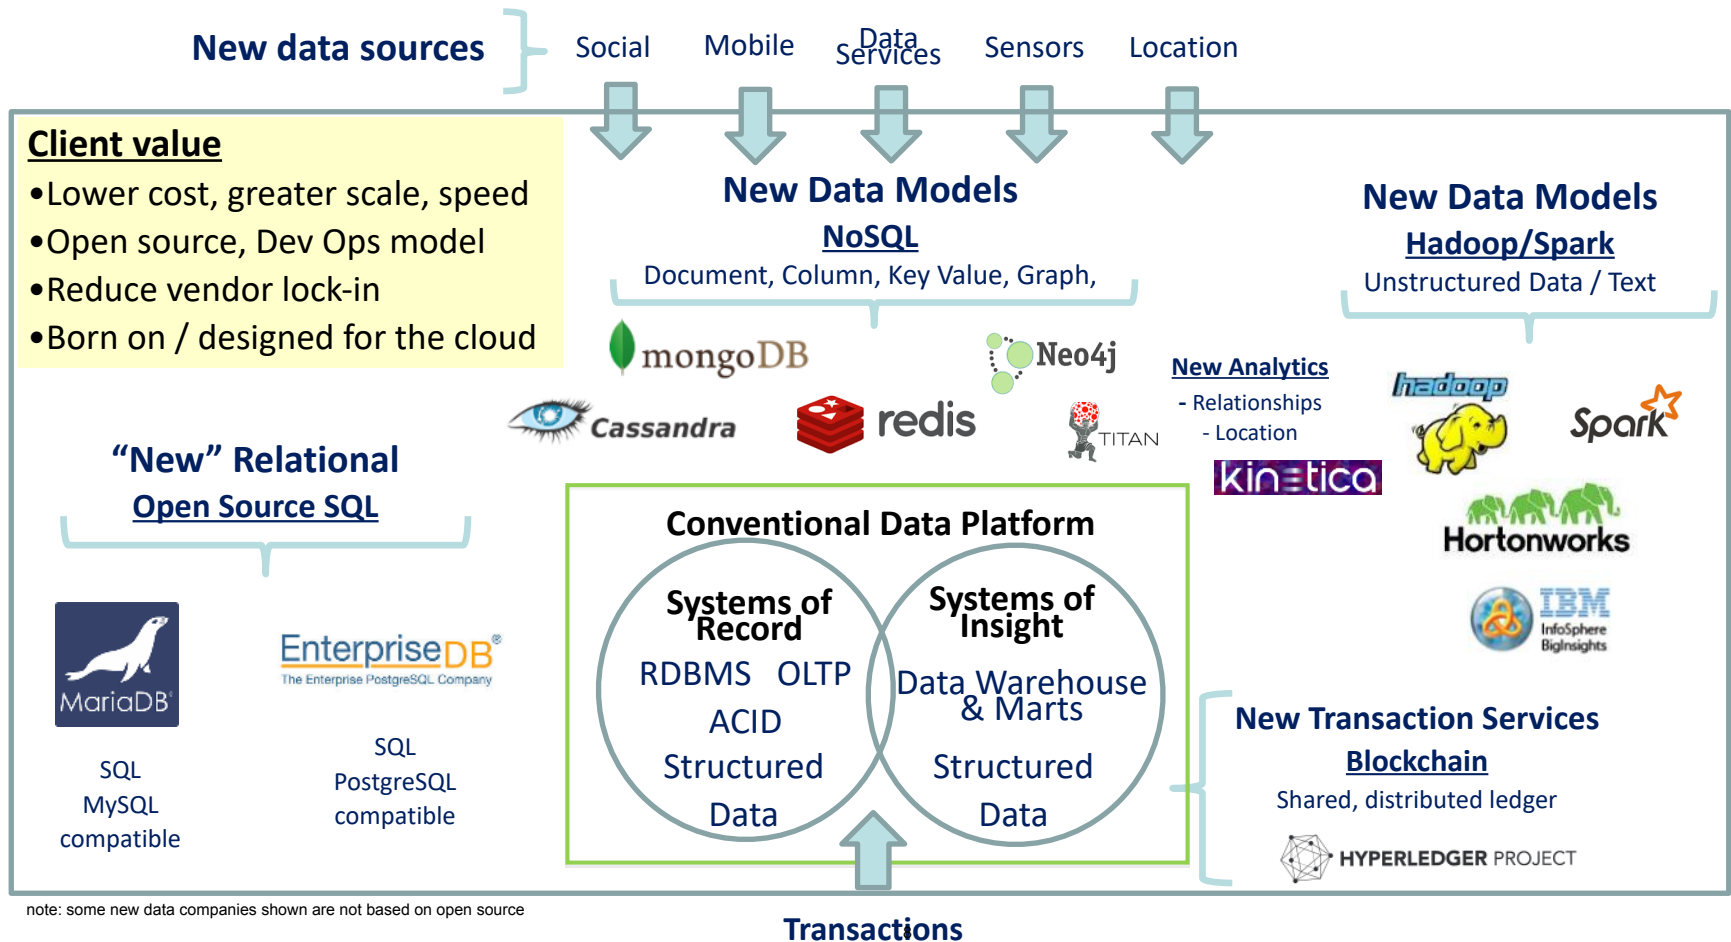 New data sources
Social
Mobile
Data
Services
Sensors
Location
Client value
•Lower cost, greater scale, speed
•Open source, Dev Ops model
•Reduce vendor lock-in
•Born on / designed for the cloud
New Data Models
NoSQL
Document, Column, Key Value, Graph,
mongoDB
Neo4j
Cassandra
redis
TITAN
New Data Models
Hadoop/Spark
Unstructured Data / Text
New Analytics
- Relationships
- Location
kinetica
hadoop
Spark
Hortonworks
IBM
InfoSphere
BigInsights
“New” Relational
Open Source SQL
MariaDB
SQL
MySQL
compatible
EnterpriseDB®
The Enterprise PostgreSQL Company
SQL
PostgreSQL
compatible
Conventional Data Platform
Systems of
Record
RDBMS OLTP
ACID
Structured
Data
Systems of
Insight
Data Warehouse
& Marts
Structured
Data
New Transaction Services
Blockchain
Shared, distributed ledger
HYPERLEDGER PROJECT
note: some new data companies shown are not based on open source
Transactions
8